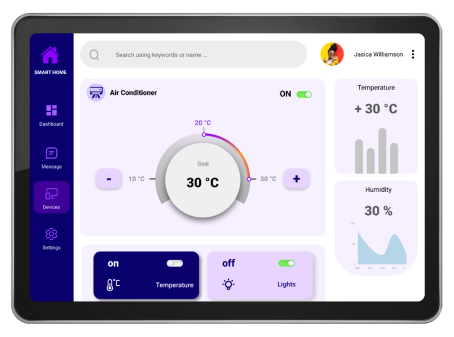 SMART HOME
Search using keywords or name ...
Jasica Williamson
Dashboard
Message
Devices
Settings
Air Conditioner
ON
20 °C
10 °C
Goal
30 °C
30 °C
-
+
Temperature
+ 30 °C
Humidity
30 %
on
°C
Temperature
off
Lights